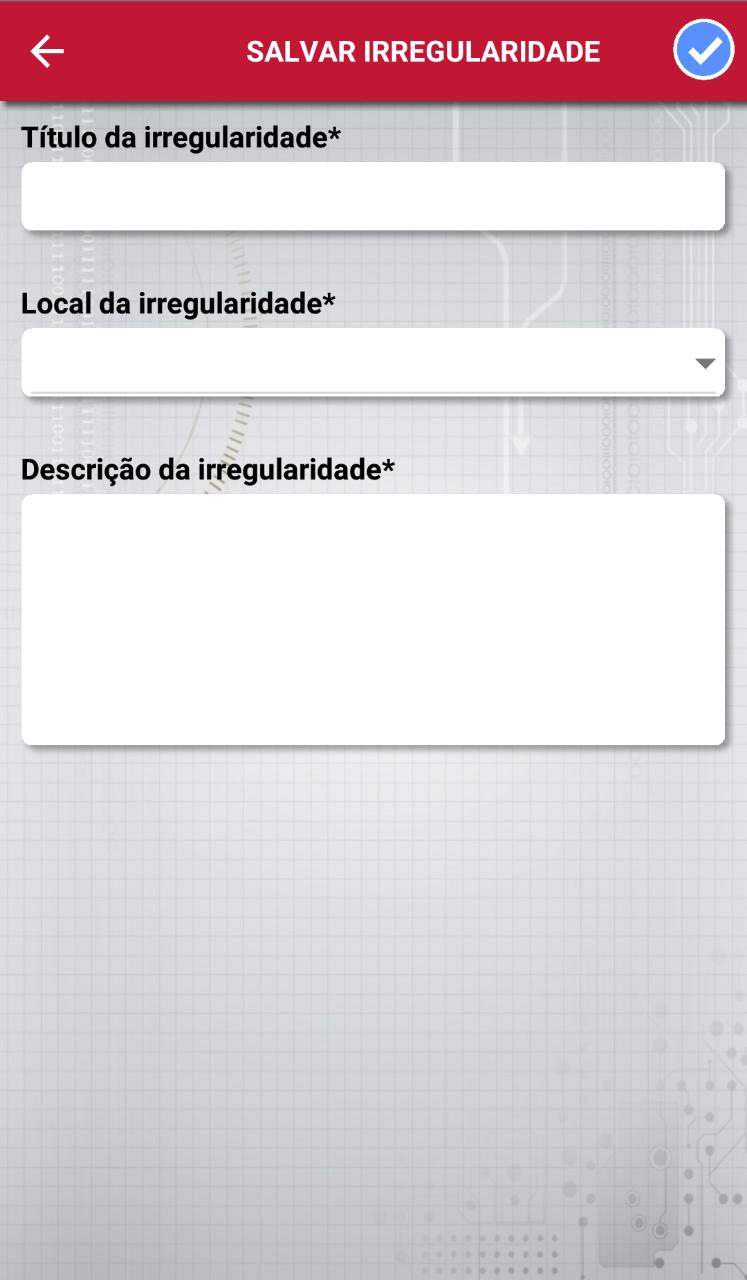 SALVAR IRREGULARIDADE
Título da irregularidade*
Local da irregularidade*
Descrição da irregularidade*